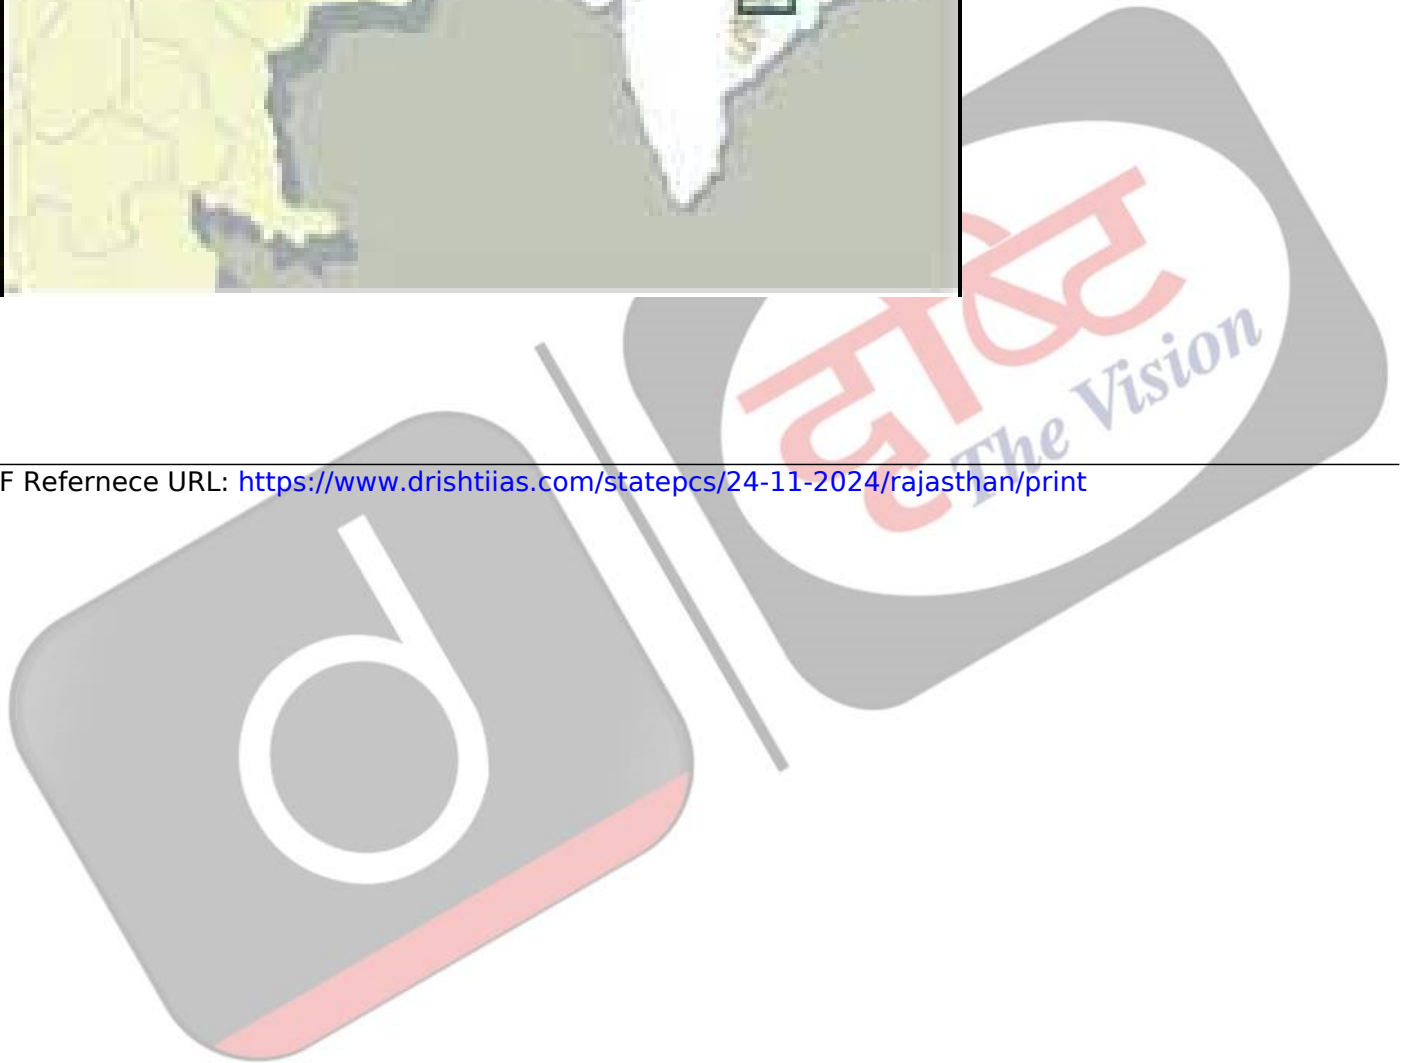 दृष्टि
The Vision
F Refernece URL: https://www.drishtiias.com/statepcs/24-11-2024/rajasthan/print
d